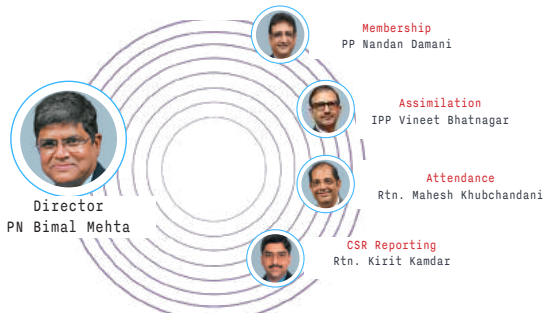 Membership
PP Nandan Damani
Assimilation
IPP Vineet Bhatnagar
Attendance
Rtn. Mahesh Khubchandani
Director
PN Bimal Mehta
CSR Reporting
Rtn. Kirit Kamdar